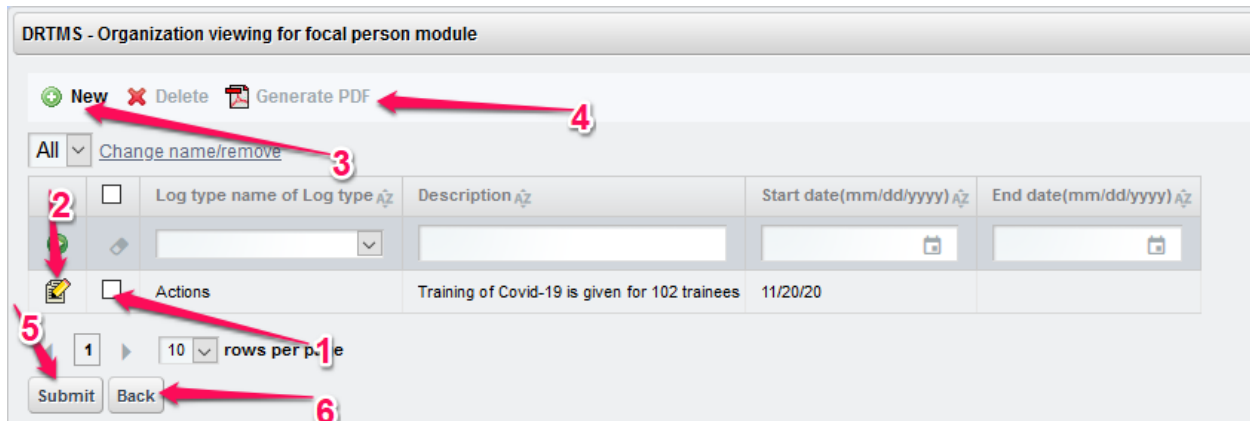 DRTMS - Organization viewing for focal person module
New Delete Generate PDF
4
All Change name/remove
3
2 Log type name of Log type Description Start date(mm/dd/yyyy) End date(mm/dd/yyyy)
Actions Training of Covid-19 is given for 102 trainees 11/20/20
5
1 10 rows per page 1
Submit Back
6